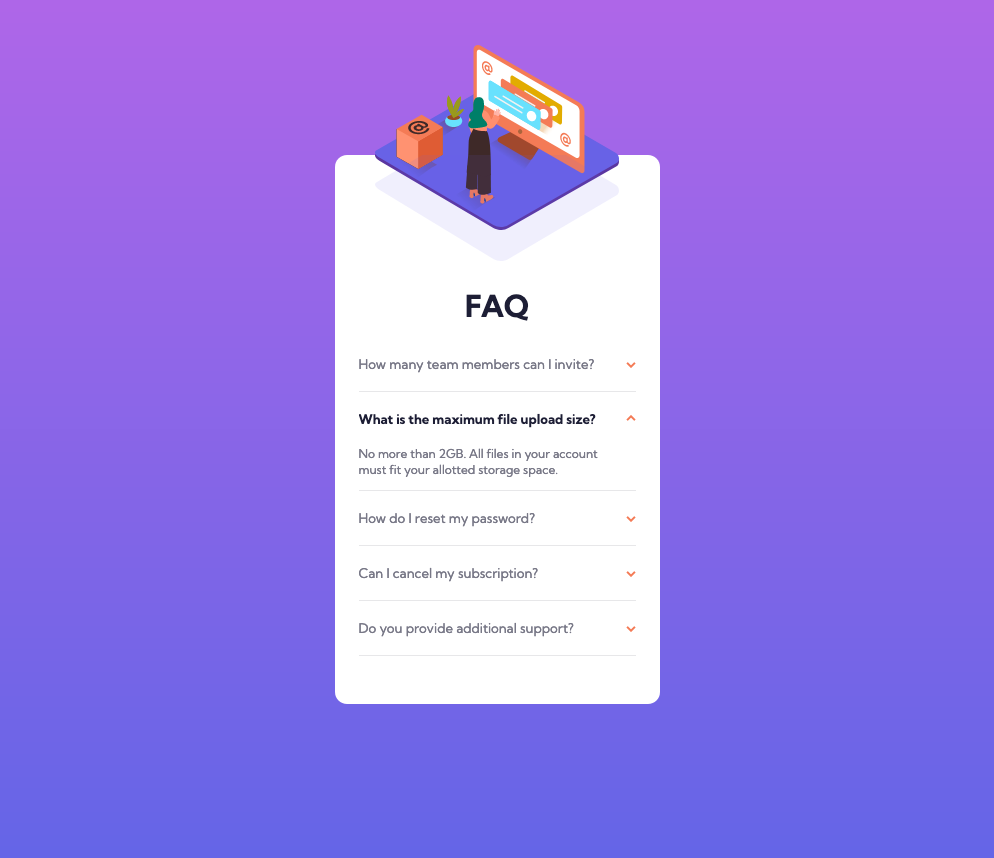 @
@
@
FAQ
How many team members can I invite?
What is the maximum file upload size?
No more than 2GB. All files in your account
must fit your allotted storage space.
How do I reset my password?
Can I cancel my subscription?
Do you provide additional support?